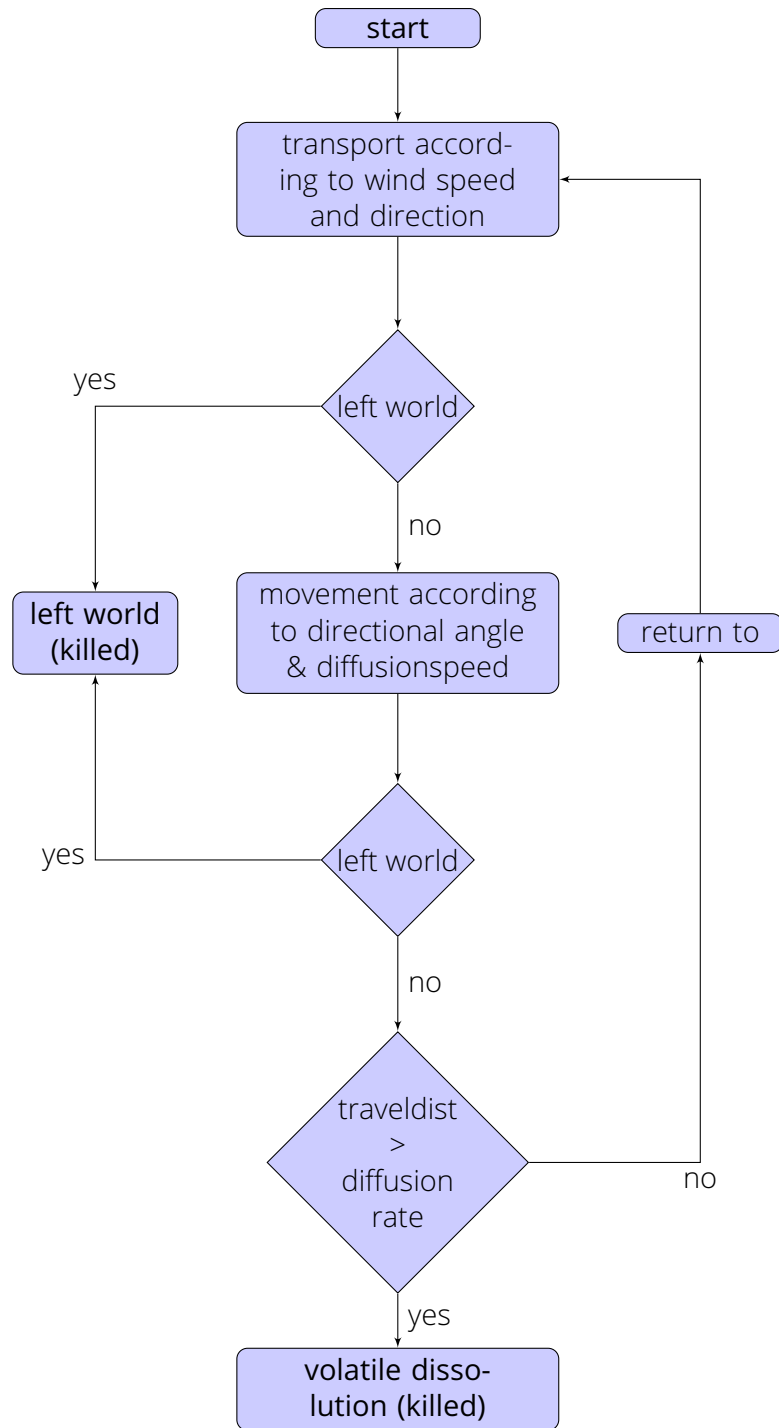 start
transport accord-
ing to wind speed
and direction
yes
left world
no
left world
(killed)
movement according
to directional angle
& diffusionspeed
return to
yes
left world
no
traveldist
>
diffusion
rate
no
yes
volatile disso-
lution (killed)